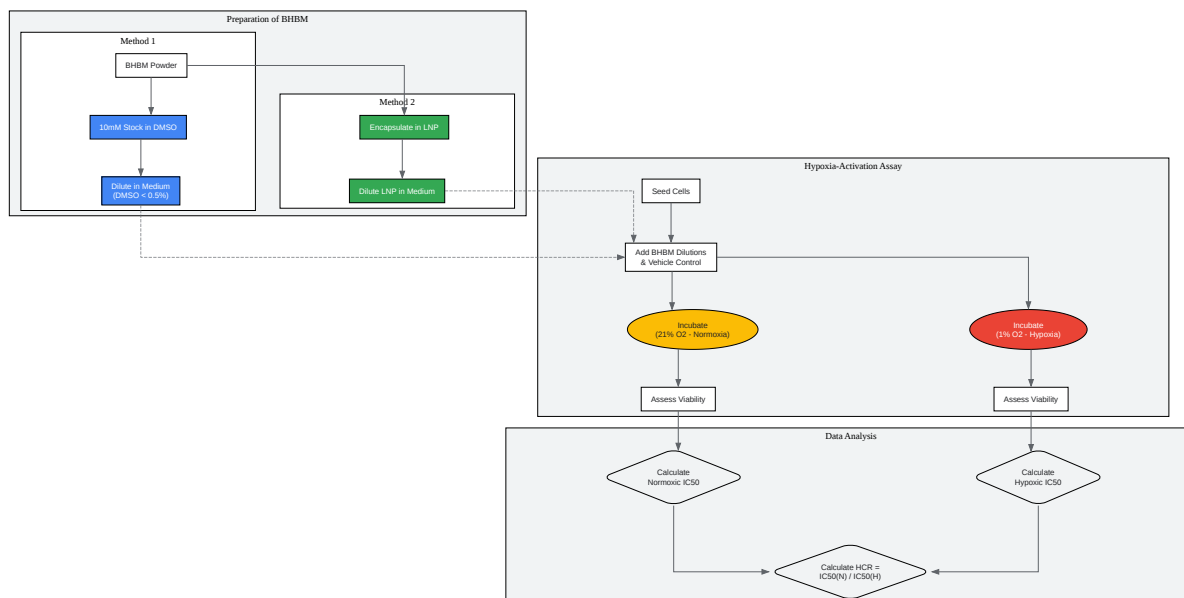 Preparation of BHBM
Method 1
BHBM Powder
10mM Stock in DMSO
Dilute in Medium
(DMSO < 0.5%)
Method 2
Encapsulate in LNP
Dilute LNP in Medium
Hypoxia-Activation Assay
Seed Cells
Add BHBM Dilutions
& Vehicle Control
Incubate
(21% O2 - Normoxia)
Incubate
(1% O2 - Hypoxia)
Assess Viability
Assess Viability
Data Analysis
Calculate
Normoxic IC50
Calculate
Hypoxic IC50
Calculate HCR =
IC50(N) / IC50(H)